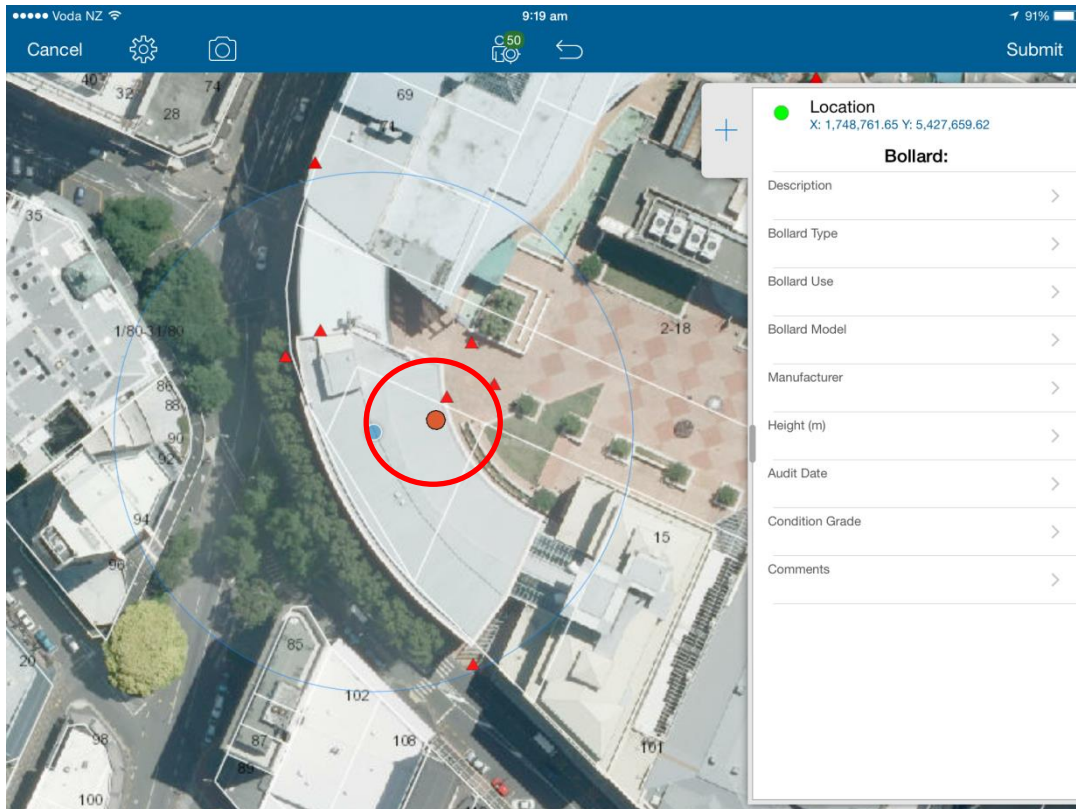 Voda NZ
9:19 am
91%
Cancel
C 50
Submit
Location
X: 1,748,761.65 Y: 5,427,659.62
Bollard:
Description
Bollard Type
Bollard Use
Bollard Model
Manufacturer
Height (m)
Audit Date
Condition Grade
Comments
40
32
74
28
69
71
35
1/80-31/80
2-18
86
88
90
92
94
96
15
20
85
102
98
87
108
101
89
100